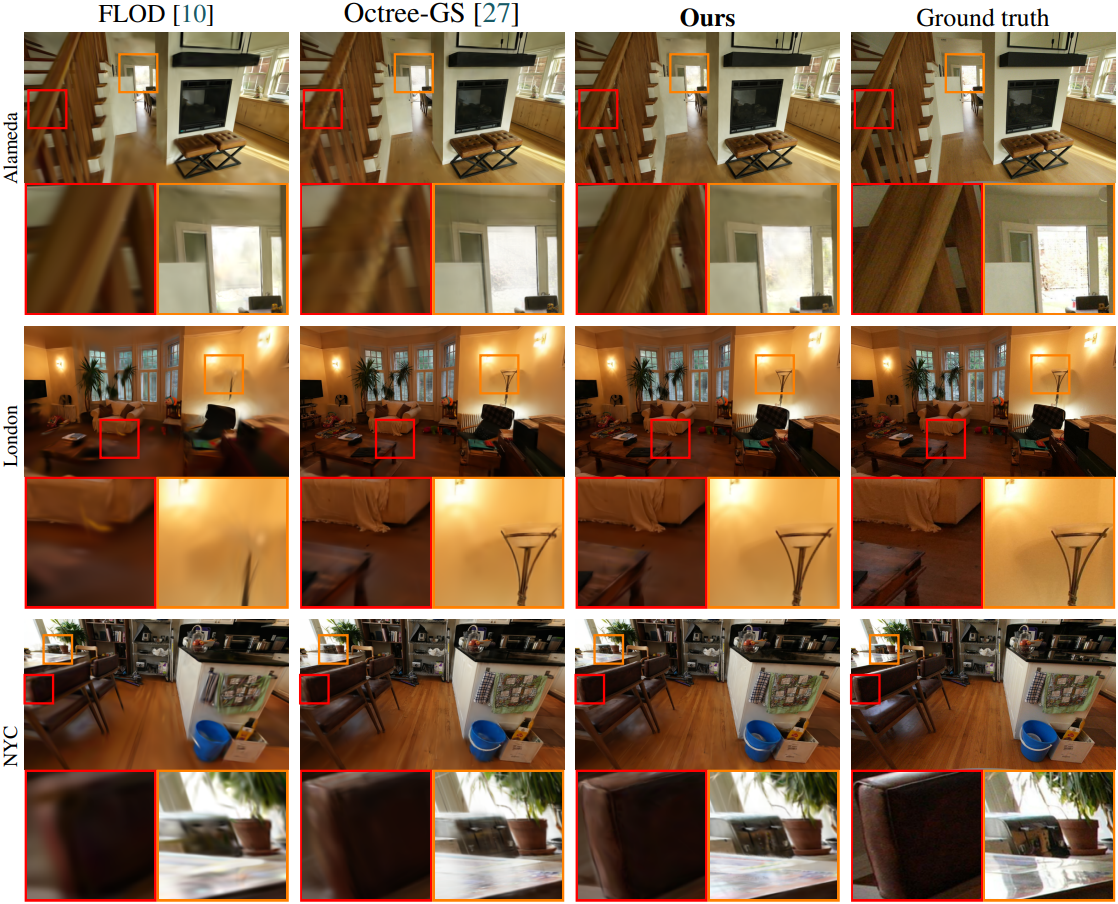 FLOD [10]
Octree-GS [27]
Ours
Ground truth
Alameda
London
NYC